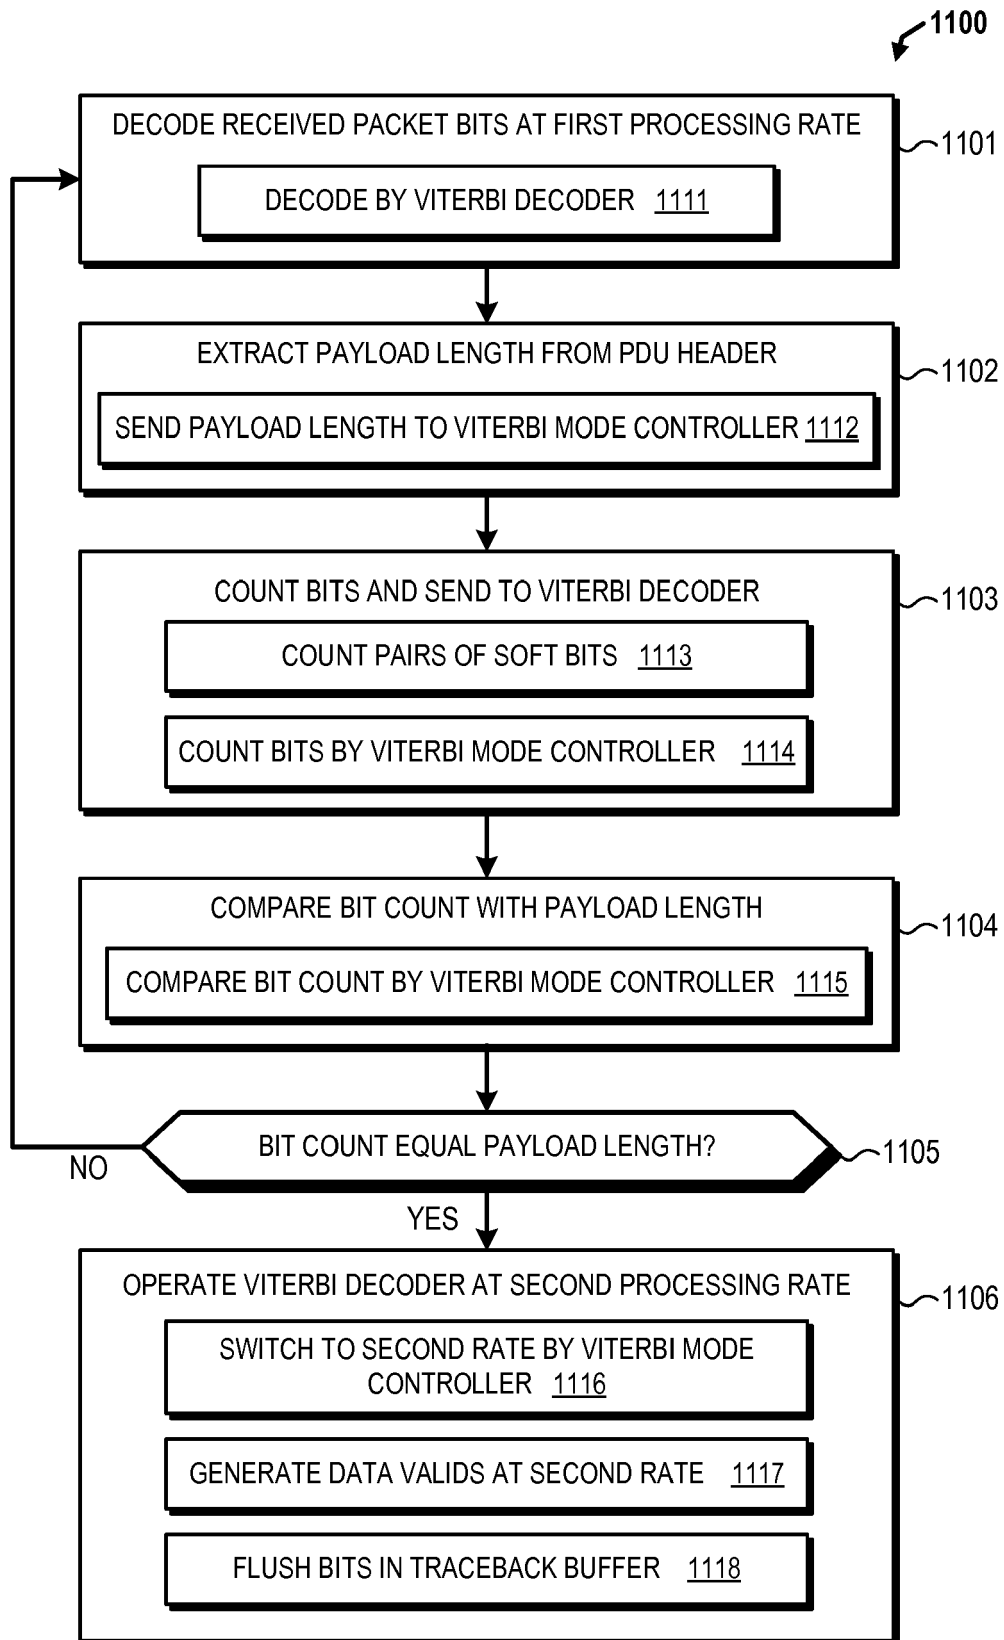 1100
DECODE RECEIVED PACKET BITS AT FIRST PROCESSING RATE
1101
DECODE BY VITERBI DECODER 1111
EXTRACT PAYLOAD LENGTH FROM PDU HEADER
1102
SEND PAYLOAD LENGTH TO VITERBI MODE CONTROLLER 1112
COUNT BITS AND SEND TO VITERBI DECODER
1103
COUNT PAIRS OF SOFT BITS 1113
COUNT BITS BY VITERBI MODE CONTROLLER 1114
COMPARE BIT COUNT WITH PAYLOAD LENGTH
1104
COMPARE BIT COUNT BY VITERBI MODE CONTROLLER 1115
BIT COUNT EQUAL PAYLOAD LENGTH?
1105
NO
YES
OPERATE VITERBI DECODER AT SECOND PROCESSING RATE
1106
SWITCH TO SECOND RATE BY VITERBI MODE
CONTROLLER 1116
GENERATE DATA VALIDS AT SECOND RATE 1117
FLUSH BITS IN TRACEBACK BUFFER 1118